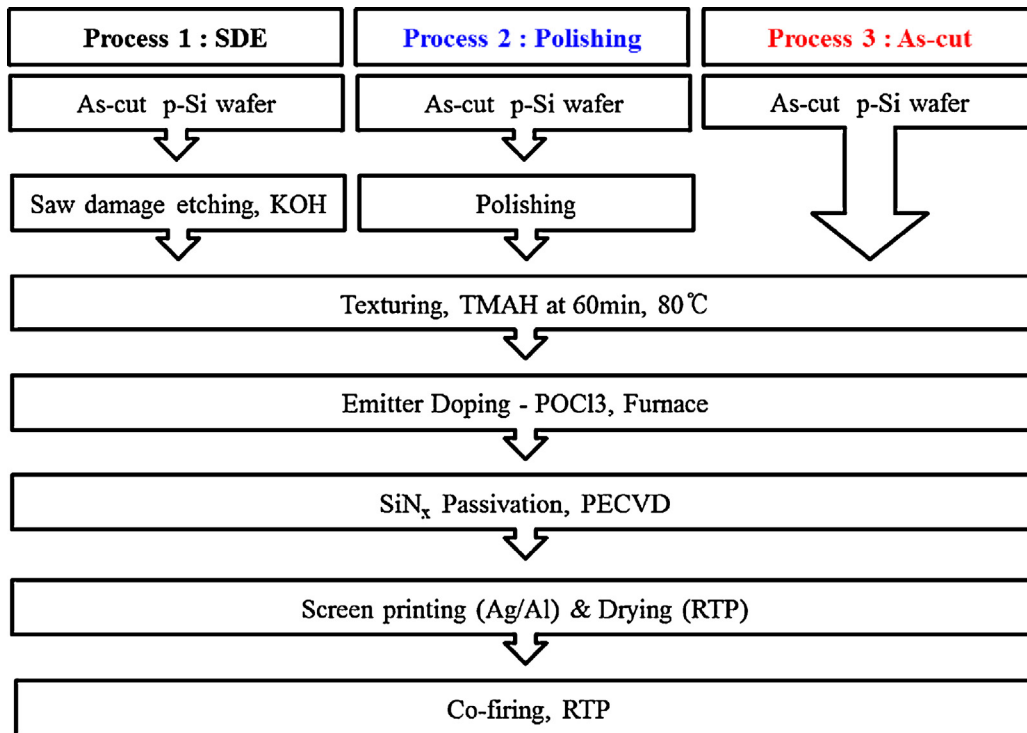 Process 1 : SDE
Process 2 : Polishing
Process 3 : As-cut
As-cut p-Si wafer
As-cut p-Si wafer
As-cut p-Si wafer
Saw damage etching, KOH
Polishing
Texturing, TMAH at 60min, 80℃
Emitter Doping - POCl3, Furnace
SiNx Passivation, PECVD
Screen printing (Ag/Al) & Drying (RTP)
Co-firing, RTP